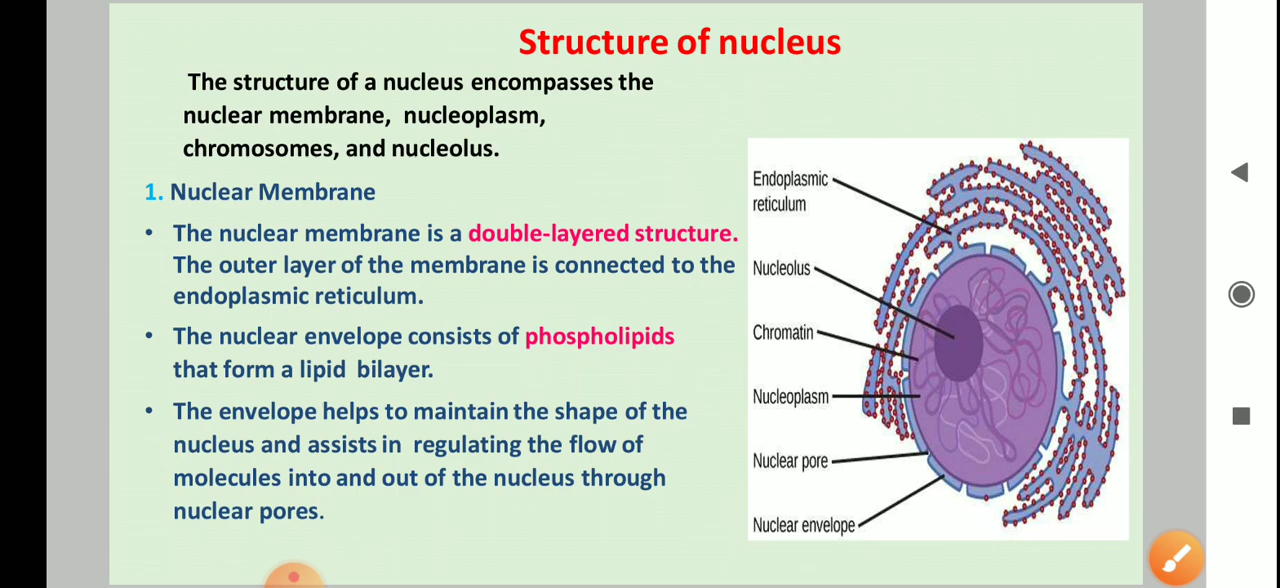 Structure of nucleus
The structure of a nucleus encompasses the
nuclear membrane, nucleoplasm,
chromosomes, and nucleolus.
1. Nuclear Membrane
• The nuclear membrane is a double-layered structure.
The outer layer of the membrane is connected to the
endoplasmic reticulum.
• The nuclear envelope consists of phospholipids
that form a lipid bilayer.
• The envelope helps to maintain the shape of the
nucleus and assists in regulating the flow of
molecules into and out of the nucleus through
nuclear pores.
Endoplasmic
reticulum
Nucleolus
Chromatin
Nucleoplasm
Nuclear pore
Nuclear envelope